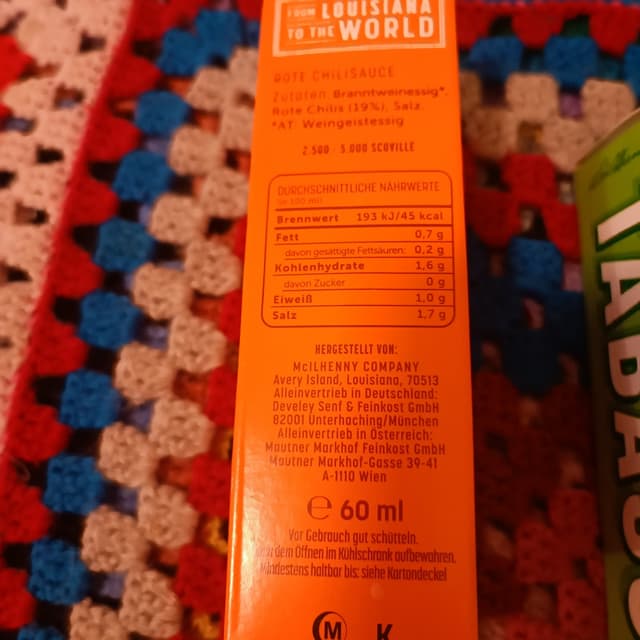 FROM LOUISIANA
TO THE WORLD
ROTE CHILISAUCE
Zutaten: Branntweinessig*,
Rote Chilis (19%), Salz.
*AT: Weingeistessig
2.500 - 5.000 SCOVILLE
DURCHSCHNITTLICHE NÄHRWERTE
(je 100 ml)
Brennwert 193 kJ/45 kcal
Fett 0,7 g
davon gesättigte Fettsäuren: 0,2 g
Kohlenhydrate 1,6 g
davon Zucker 0 g
Eiweiß 1,0 g
Salz 1,7 g
HERGESTELLT VON:
McILHENNY COMPANY
Avery Island, Louisiana, 70513
Alleinvertrieb in Deutschland:
Develey Senf & Feinkost GmbH
82001 Unterhaching/München
Alleinvertrieb in Österreich:
Mautner Markhof Feinkost GmbH
Mautner Markhof-Gasse 39-41
A-1110 Wien
℮ 60 ml
Vor Gebrauch gut schütteln.
dem Öffnen im Kühlschrank aufbewahren.
Mindestens haltbar bis: siehe Kartondeckel
M K
TABASCO